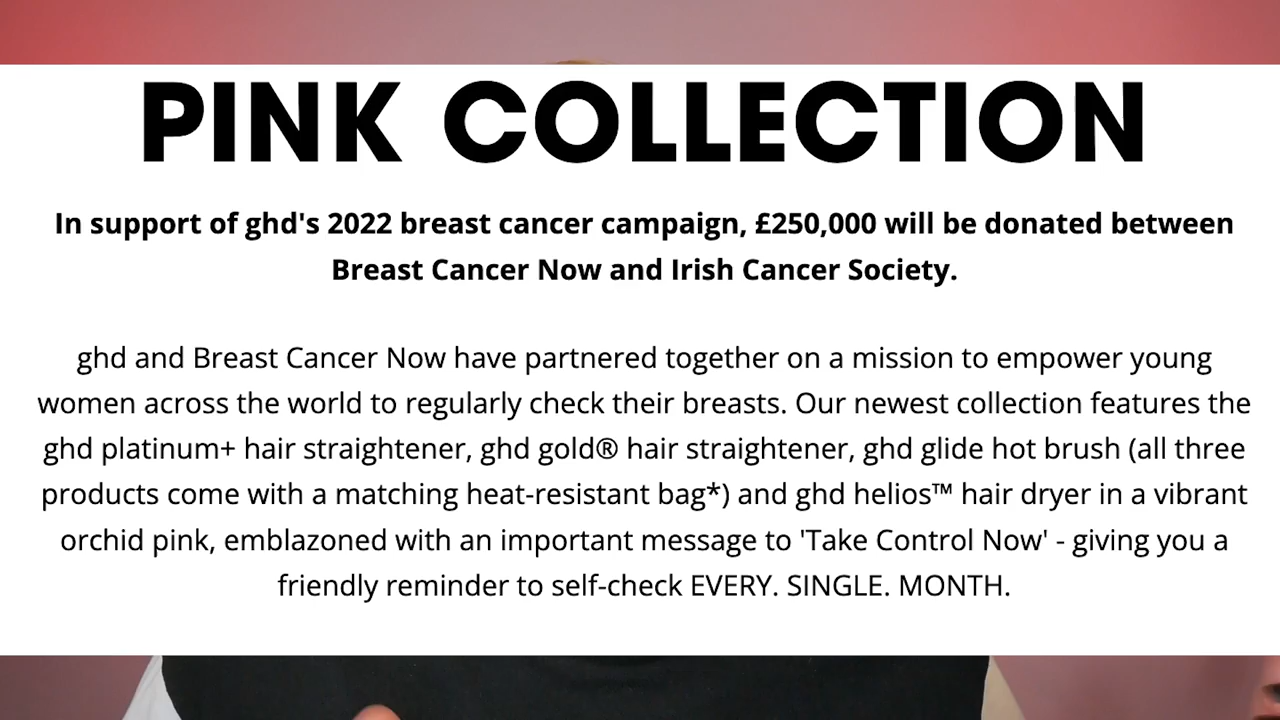 PINK COLLECTION
In support of ghd's 2022 breast cancer campaign, £250,000 will be donated between
Breast Cancer Now and Irish Cancer Society.
ghd and Breast Cancer Now have partnered together on a mission to empower young
women across the world to regularly check their breasts. Our newest collection features the
ghd platinum+ hair straightener, ghd gold® hair straightener, ghd glide hot brush (all three
products come with a matching heat-resistant bag*) and ghd helios™ hair dryer in a vibrant
orchid pink, emblazoned with an important message to 'Take Control Now' - giving you a
friendly reminder to self-check EVERY. SINGLE. MONTH.